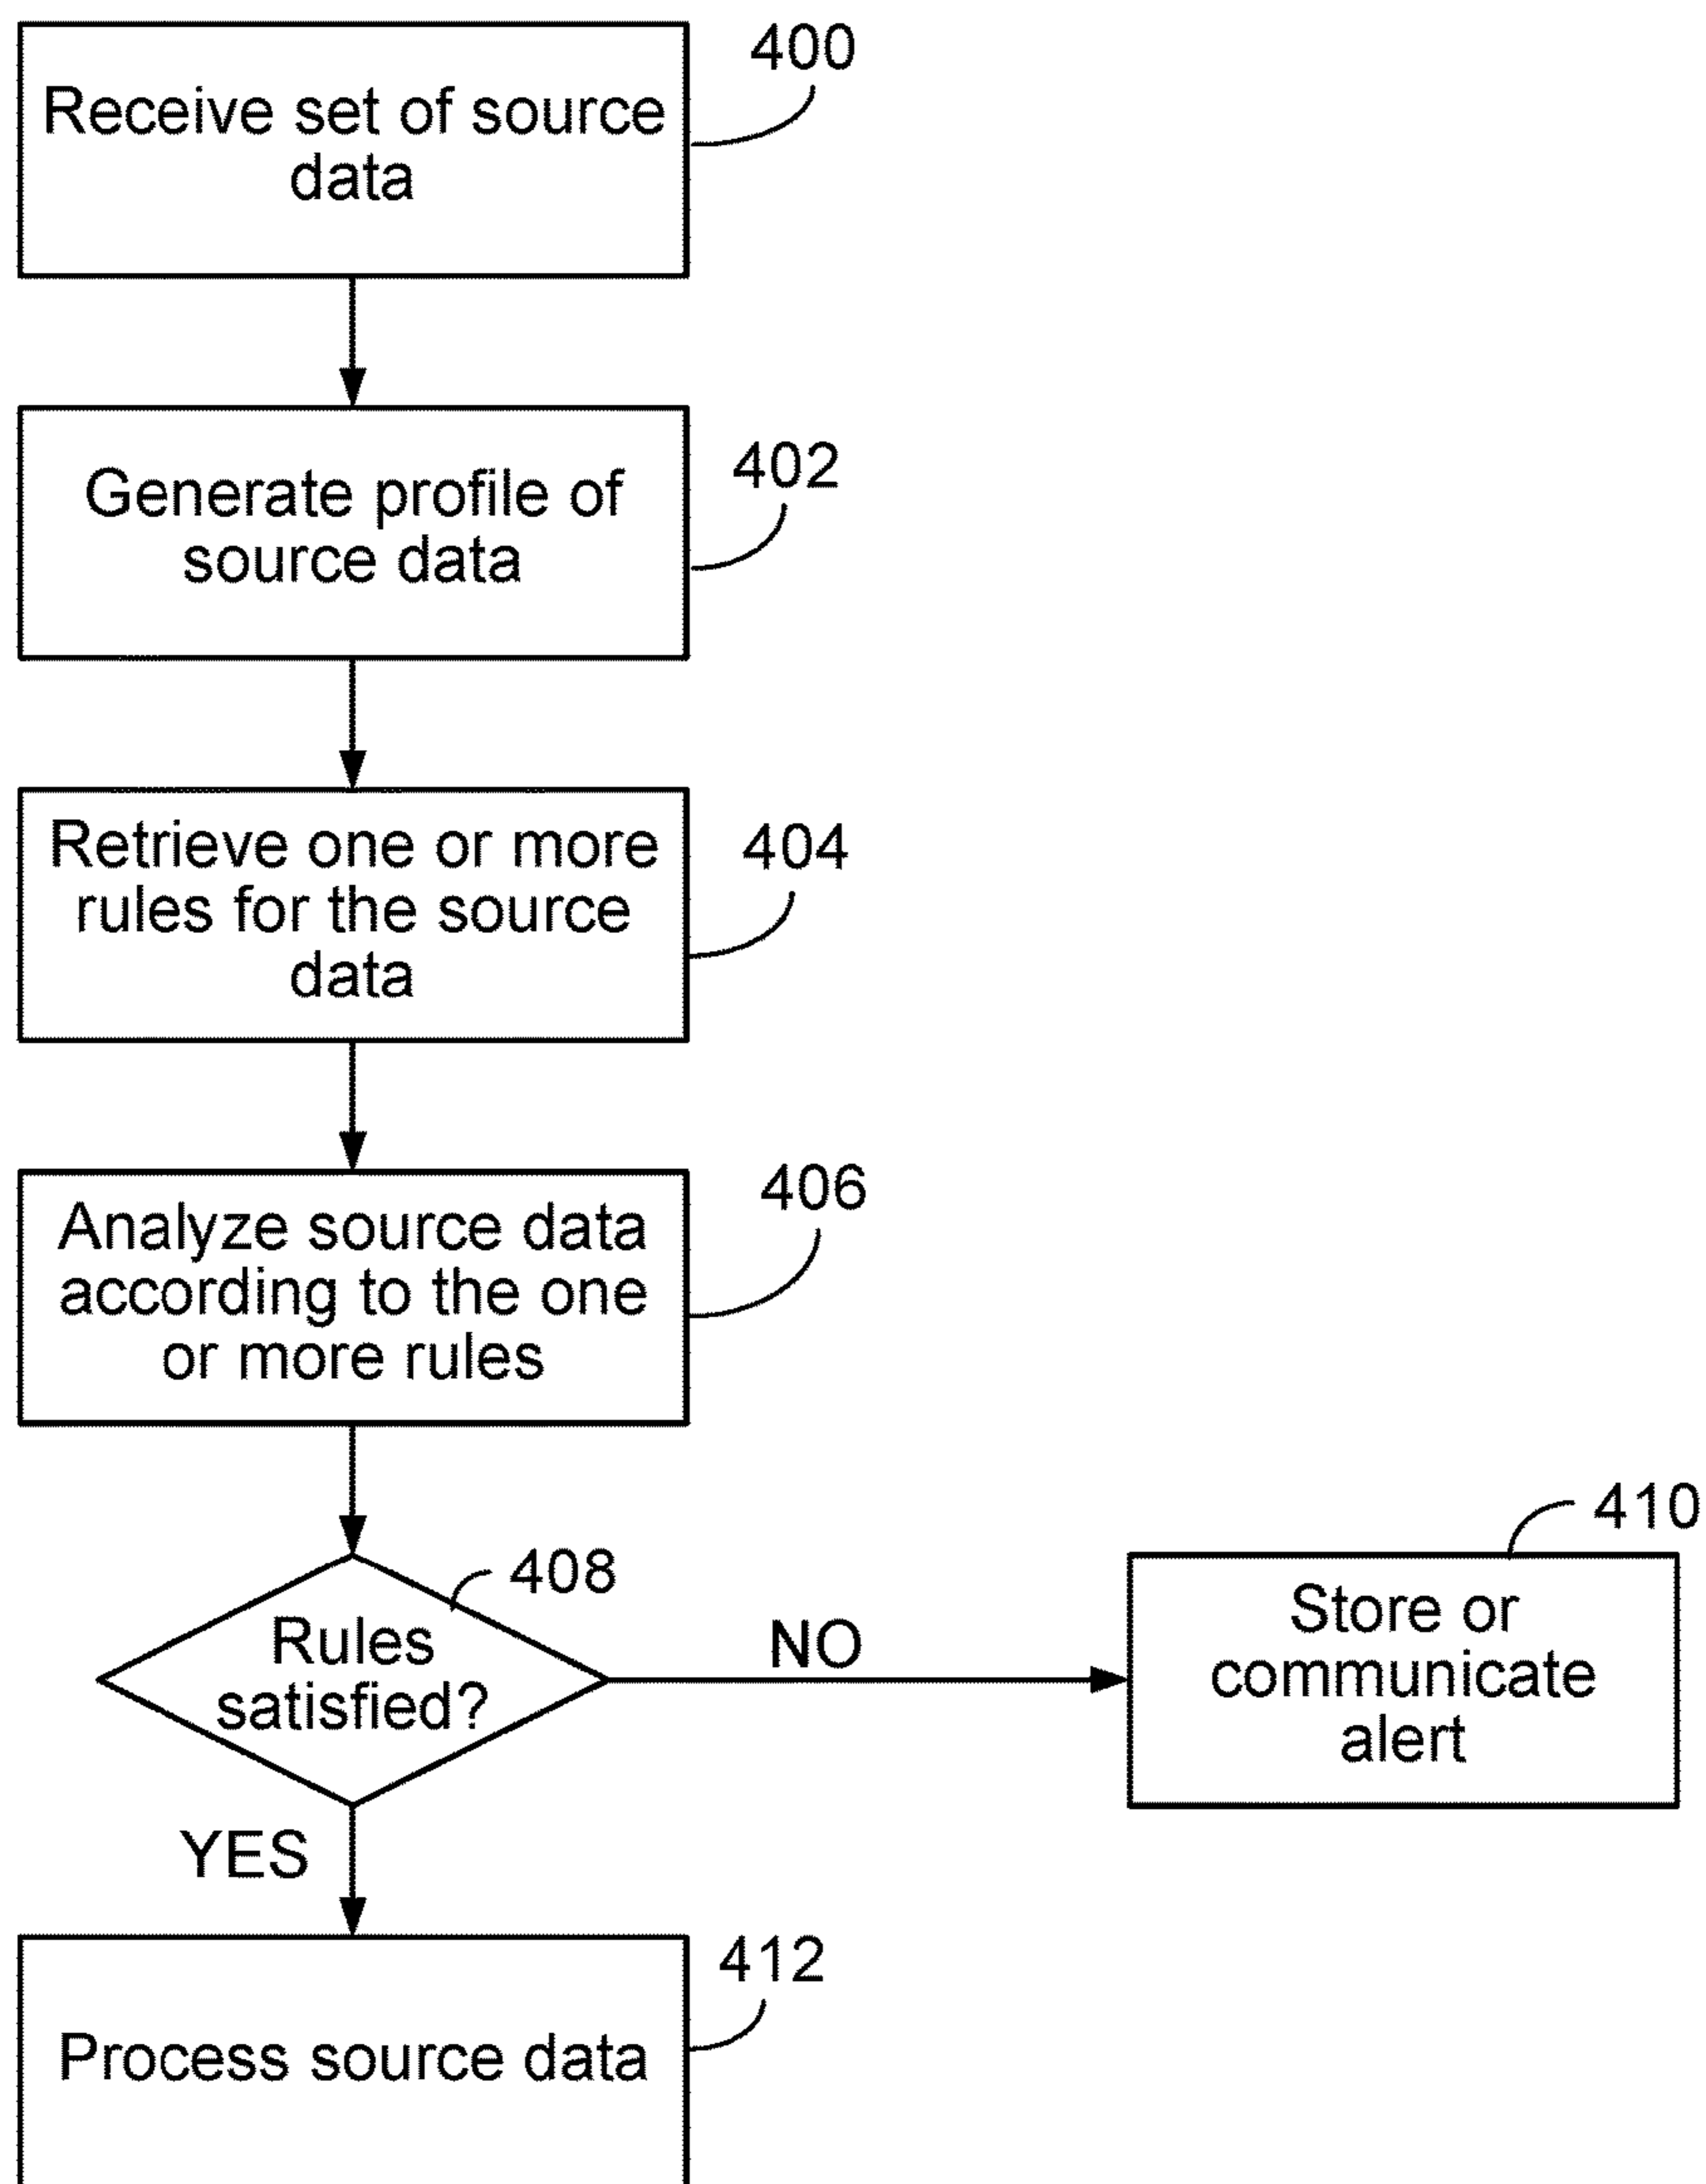 400
Receive set of source
data
402
Generate profile of
source data
404
Retrieve one or more
rules for the source
data
406
Analyze source data
according to the one
or more rules
408
Rules
satisfied?
NO
410
Store or
communicate
alert
YES
412
Process source data